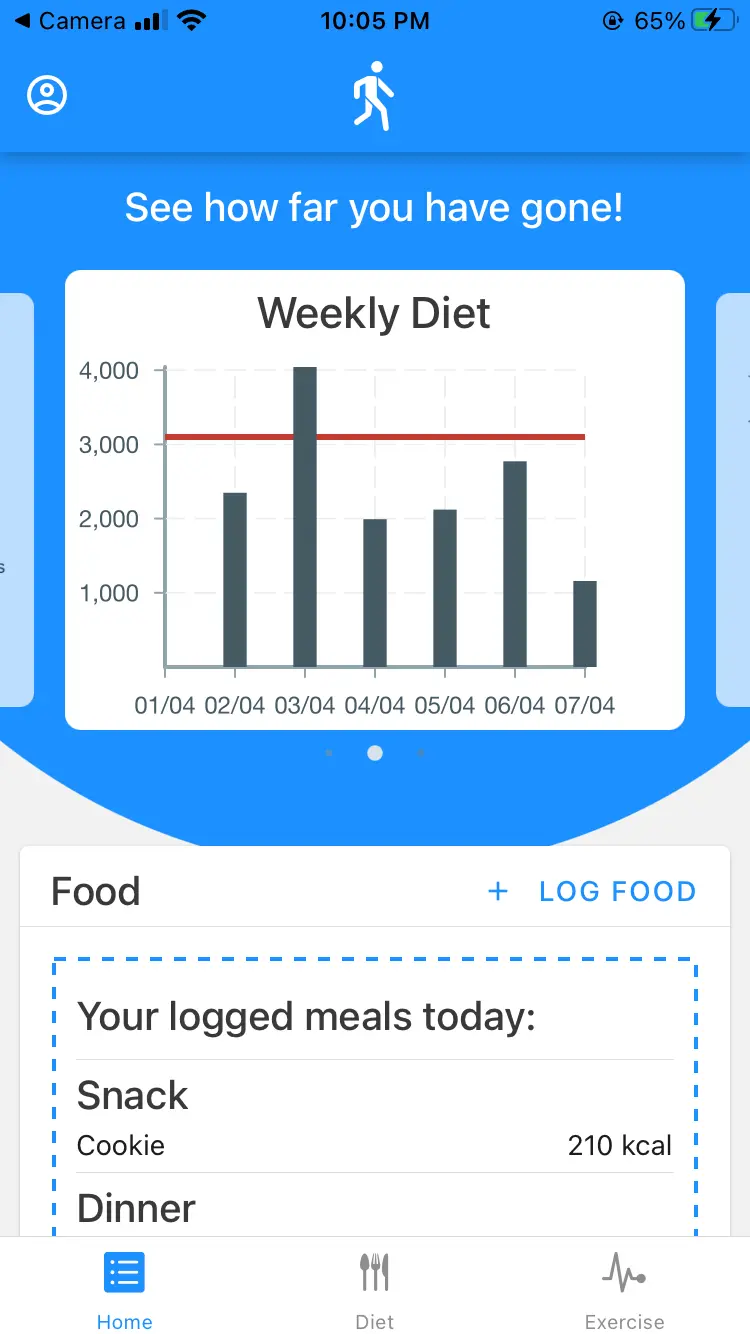 Camera 10:05 PM 65%
See how far you have gone!
Weekly Diet
4,000
3,000
2,000
1,000
01/04 02/04 03/04 04/04 05/04 06/04 07/04
s
Food + LOG FOOD
Your logged meals today:
Snack
Cookie 210 kcal
Dinner
Home Diet Exercise